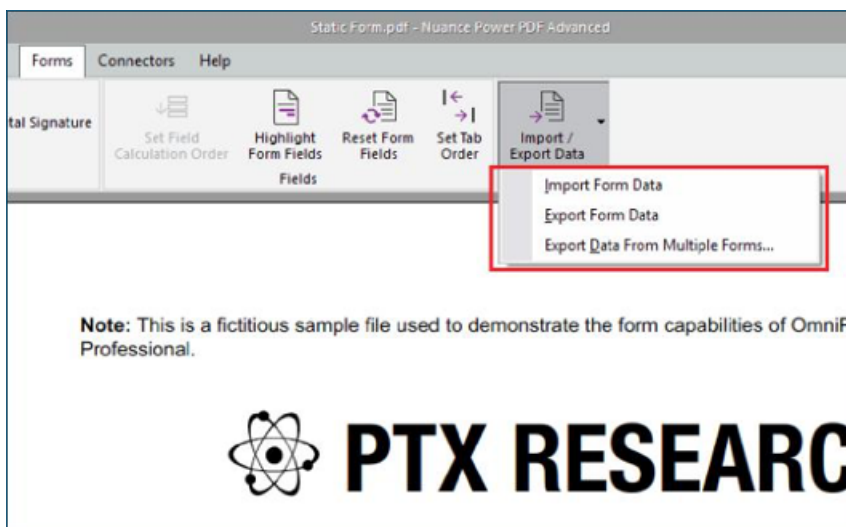 Static Form.pdf - Nuance Power PDF Advanced
Forms Connectors Help
tal Signature
Set Field Calculation Order
Highlight Form Fields
Reset Form Fields
Set Tab Order
Import / Export Data
Fields
Import Form Data
Export Form Data
Export Data From Multiple Forms...
Note: This is a fictitious sample file used to demonstrate the form capabilities of OmniF
Professional.
PTX RESEARC